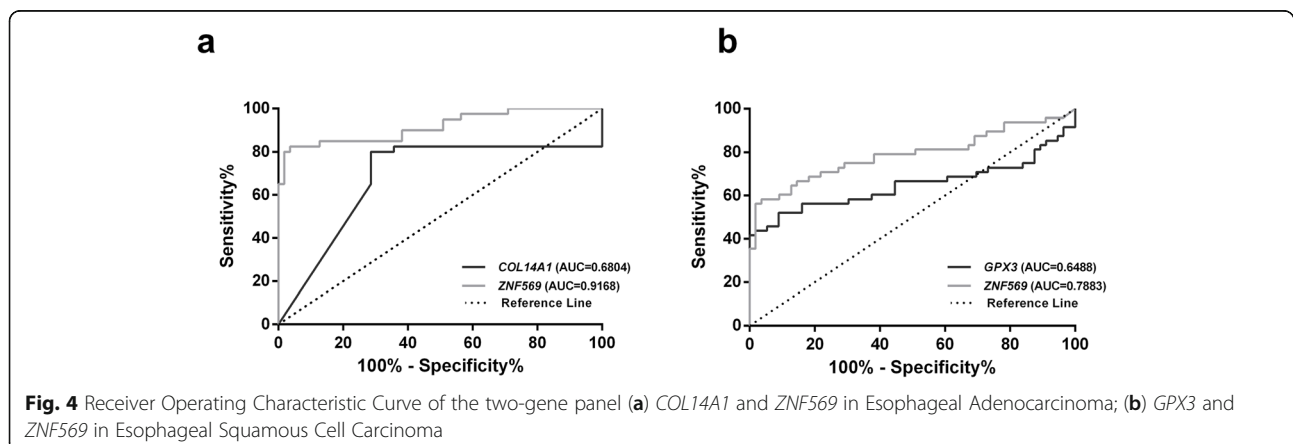 a
b
100
80
60
40
20
0
Sensitivity%
COL14A1 (AUC=0.6804)
ZNF569 (AUC=0.9168)
Reference Line
0 20 40 60 80 100
100% - Specificity%
100
80
60
40
20
0
Sensitivity%
GPX3 (AUC=0.6488)
ZNF569 (AUC=0.7883)
Reference Line
0 20 40 60 80 100
100% - Specificity%
Fig. 4 Receiver Operating Characteristic Curve of the two-gene panel (a) COL14A1 and ZNF569 in Esophageal Adenocarcinoma; (b) GPX3 and
ZNF569 in Esophageal Squamous Cell Carcinoma